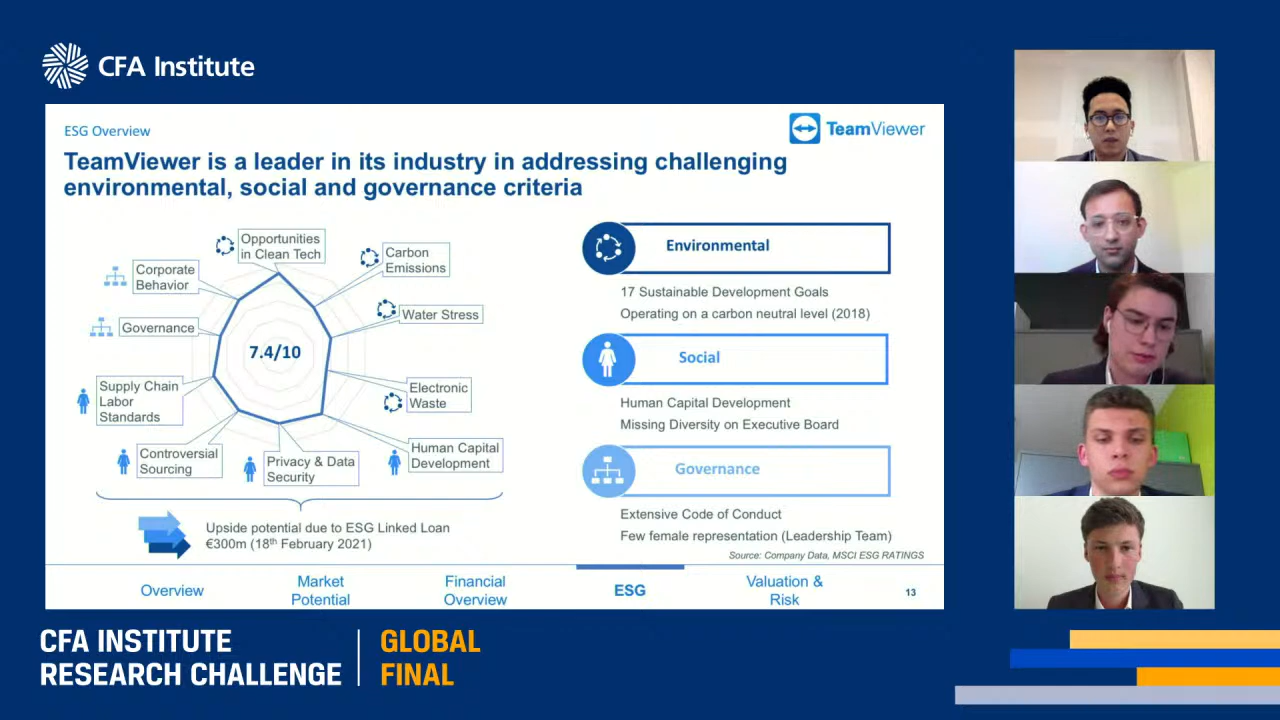 CFA Institute
ESG Overview
TeamViewer
TeamViewer is a leader in its industry in addressing challenging
environmental, social and governance criteria
Opportunities
in Clean Tech
Carbon
Emissions
Corporate
Behavior
Water Stress
Governance
7.4/10
Supply Chain
Labor
Standards
Electronic
Waste
Controversial
Sourcing
Privacy & Data
Security
Human Capital
Development
Upside potential due to ESG Linked Loan
€300m (18th February 2021)
Environmental
17 Sustainable Development Goals
Operating on a carbon neutral level (2018)
Social
Human Capital Development
Missing Diversity on Executive Board
Governance
Extensive Code of Conduct
Few female representation (Leadership Team)
Source: Company Data, MSCI ESG RATINGS
Overview
Market
Potential
Financial
Overview
ESG
Valuation &
Risk
13
CFA INSTITUTE
RESEARCH CHALLENGE
GLOBAL
FINAL